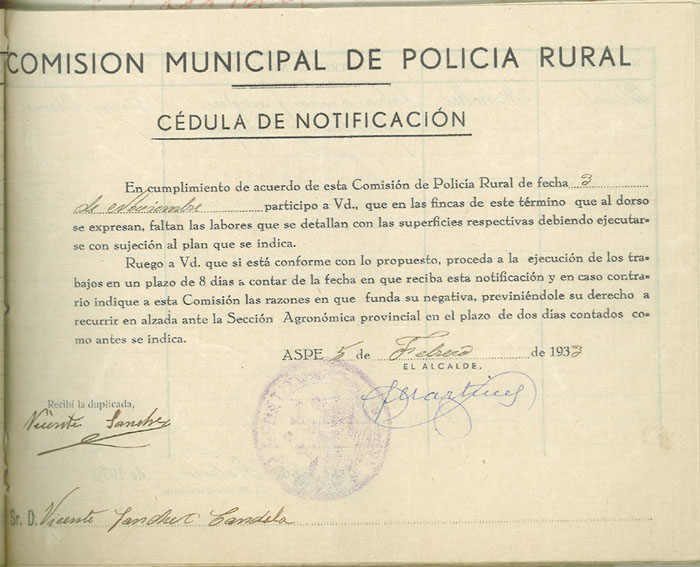 COMISION MUNICIPAL DE POLICIA RURAL
CÉDULA DE NOTIFICACIÓN
En cumplimiento de acuerdo de esta Comisión de Policía Rural de fecha 3
de Noviembre participo a Vd., que en las fincas de este término que al dorso
se expresan, faltan las labores que se detallan con las superficies respectivas debiendo ejecutar=
se con sujeción al plan que se indica.
Ruego a Vd. que si está conforme con lo propuesto, proceda a la ejecución de los tra=
bajos en un plazo de 8 días a contar de la fecha en que reciba esta notificación y en caso contra=
rio indique a esta Comisión las razones en que funda su negativa, previniéndole su derecho a
recurrir en alzada ante la Sección Agronómica provincial en el plazo de dos días contados co=
mo antes se indica.
ASPE 5 de Febrero de 1933
EL ALCALDE,
Recibí la duplicada,
Vicente Sanchez
Sr. D. Vicente Sanchez Candela